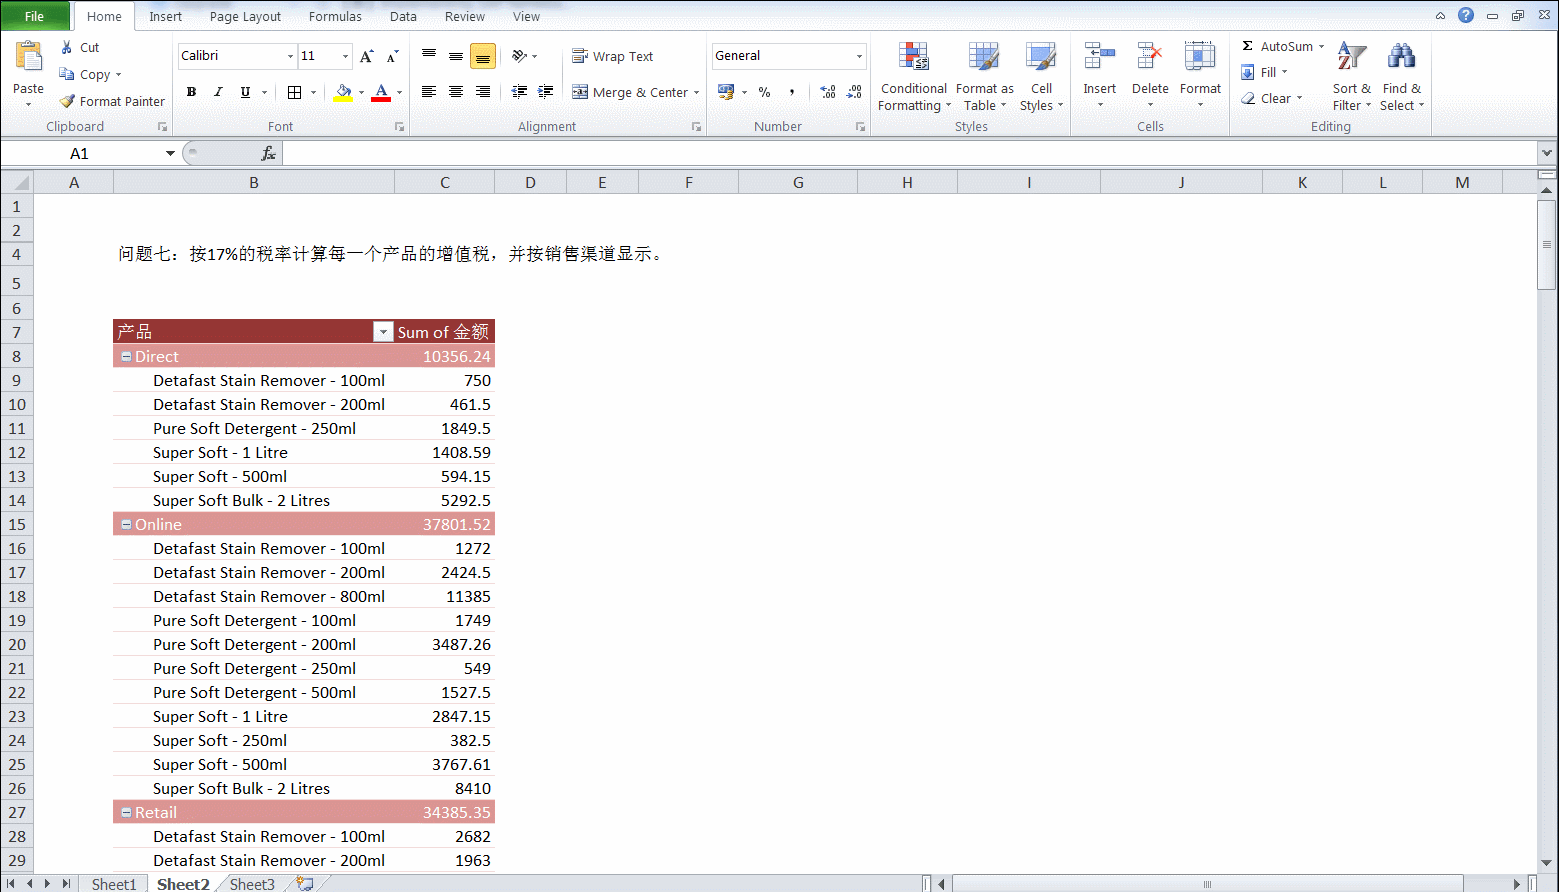 File Home Insert Page Layout Formulas Data Review View
Paste Cut Copy Format Painter
Calibri 11
B I U A
Wrap Text
Merge & Center
General
% ,
Conditional Formatting Format as Table Cell Styles
Insert Delete Format
Σ AutoSum Fill Clear
Sort & Filter Find & Select
Clipboard Font Alignment Number Styles Cells Editing
A1 fx
A B C D E F G H I J K L M
1
2
4 问题七：按17%的税率计算每一个产品的增值税，并按销售渠道显示。
5
6
7 产品 Sum of 金额
8 Direct 10356.24
9 Detafast Stain Remover - 100ml 750
10 Detafast Stain Remover - 200ml 461.5
11 Pure Soft Detergent - 250ml 1849.5
12 Super Soft - 1 Litre 1408.59
13 Super Soft - 500ml 594.15
14 Super Soft Bulk - 2 Litres 5292.5
15 Online 37801.52
16 Detafast Stain Remover - 100ml 1272
17 Detafast Stain Remover - 200ml 2424.5
18 Detafast Stain Remover - 800ml 11385
19 Pure Soft Detergent - 100ml 1749
20 Pure Soft Detergent - 200ml 3487.26
21 Pure Soft Detergent - 250ml 549
22 Pure Soft Detergent - 500ml 1527.5
23 Super Soft - 1 Litre 2847.15
24 Super Soft - 250ml 382.5
25 Super Soft - 500ml 3767.61
26 Super Soft Bulk - 2 Litres 8410
27 Retail 34385.35
28 Detafast Stain Remover - 100ml 2682
29 Detafast Stain Remover - 200ml 1963
Sheet1 Sheet2 Sheet3